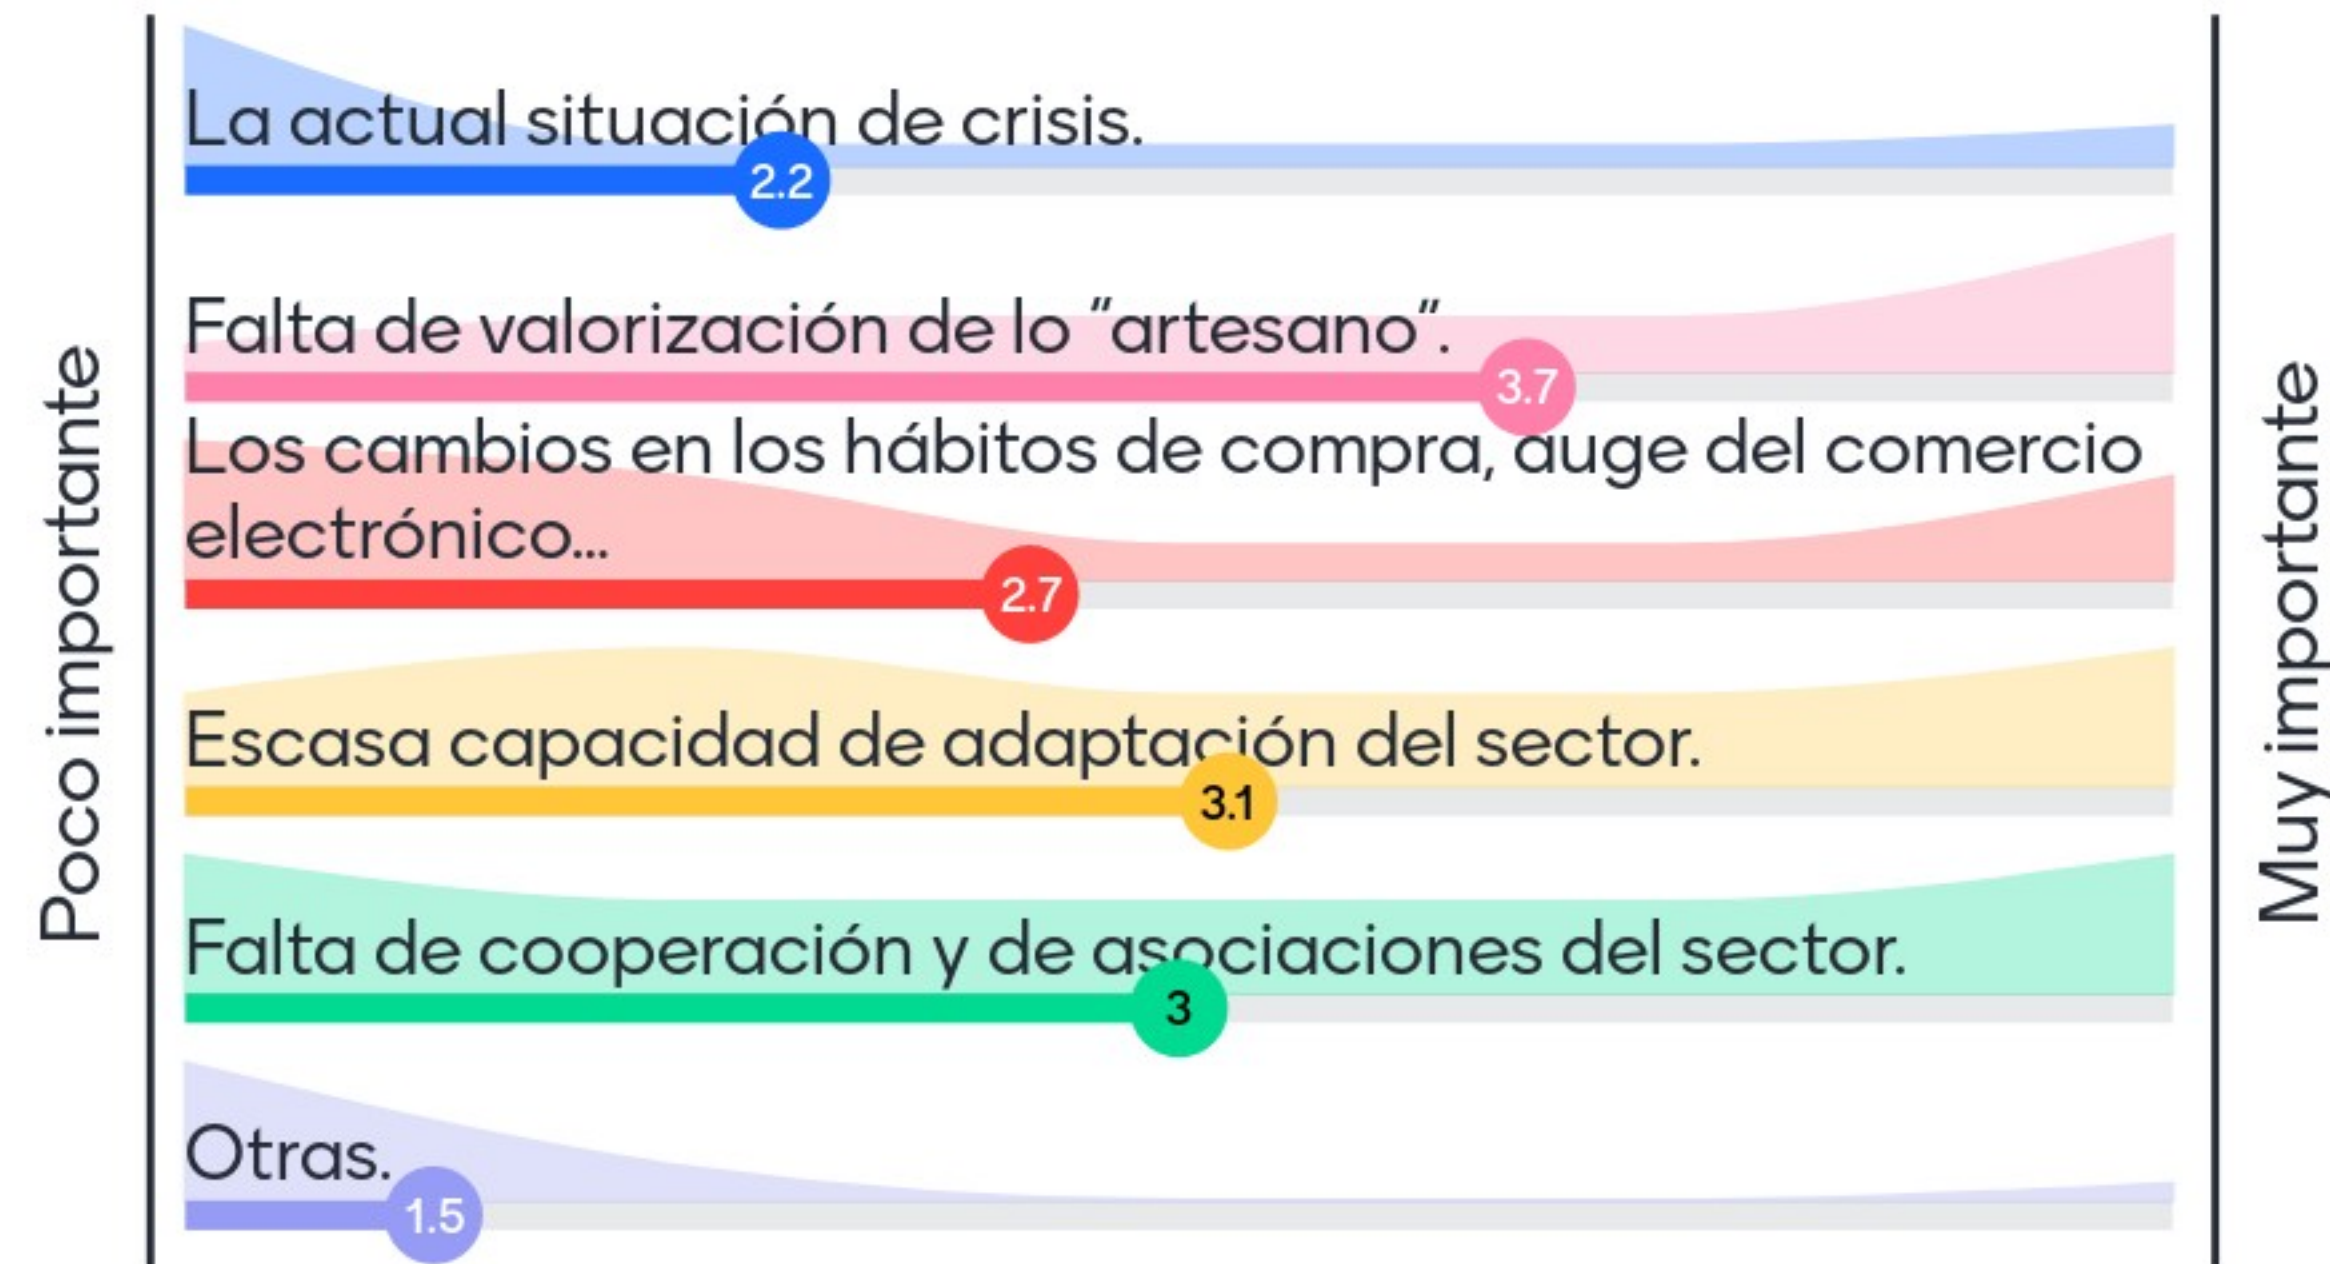 Poco importante
La actual situación de crisis.
2.2
Falta de valorización de lo “artesano”.
3.7
Los cambios en los hábitos de compra, auge del comercio
electrónico...
2.7
Escasa capacidad de adaptación del sector.
3.1
Falta de cooperación y de asociaciones del sector.
3
Otras.
1.5
Muy importante